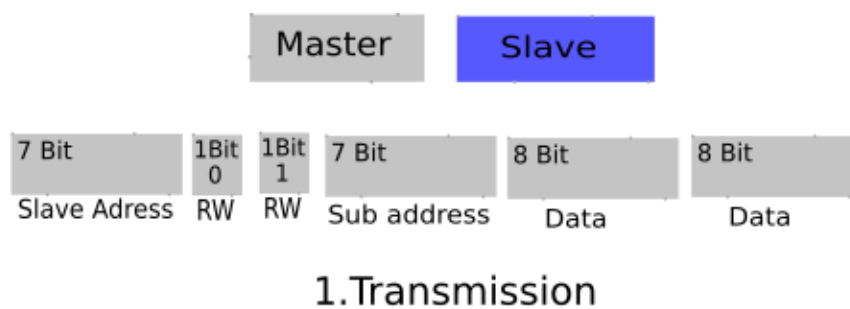 Master
Slave
7 Bit
1Bit
0
1Bit
1
7 Bit
8 Bit
8 Bit
Slave Adress
RW
RW
Sub address
Data
Data
1.Transmission